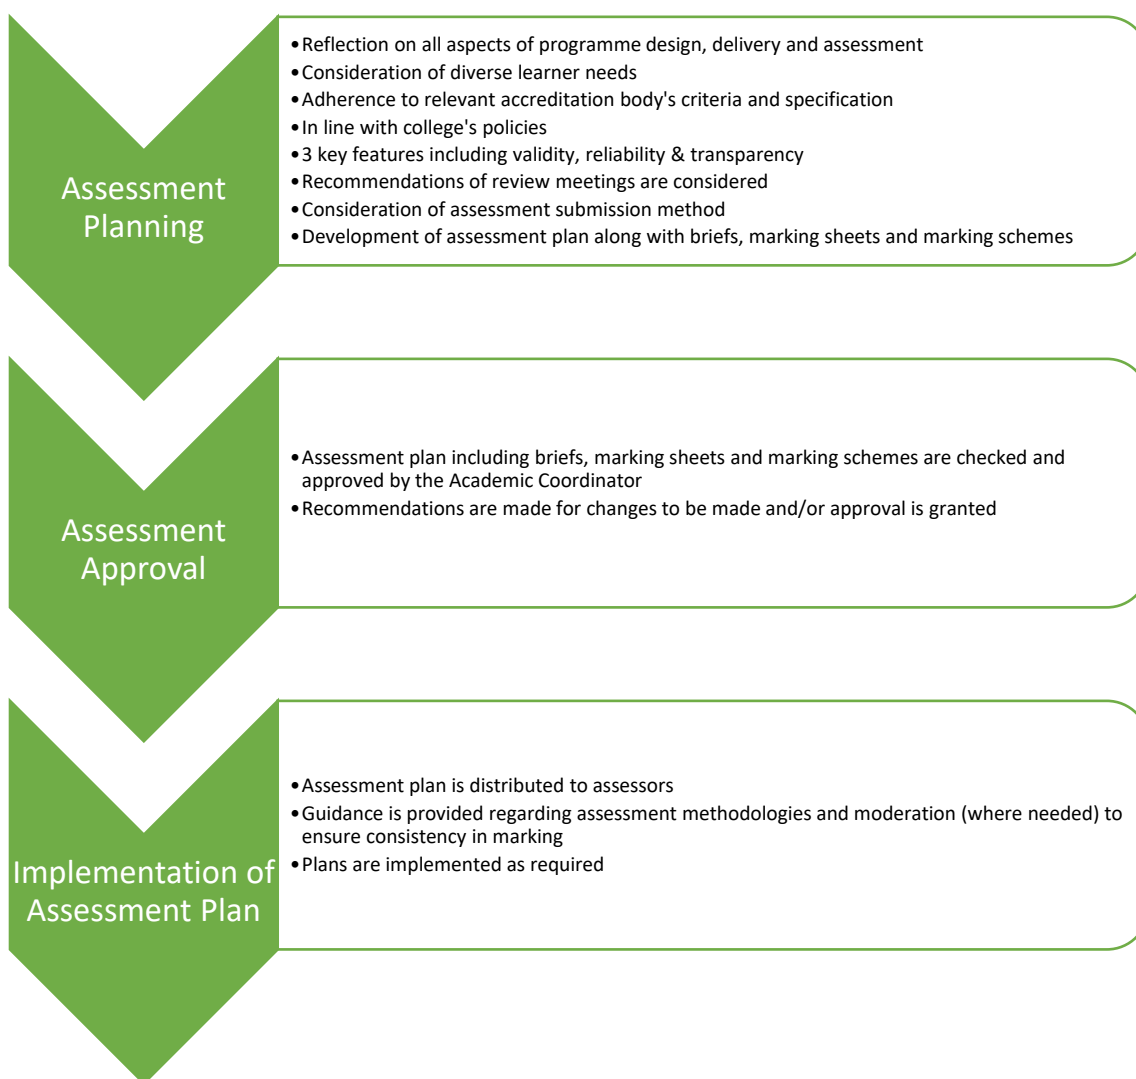 Assessment
Planning
•Reflection on all aspects of programme design, delivery and assessment
•Consideration of diverse learner needs
•Adherence to relevant accreditation body's criteria and specification
•In line with college's policies
•3 key features including validity, reliability & transparency
•Recommendations of review meetings are considered
•Consideration of assessment submission method
•Development of assessment plan along with briefs, marking sheets and marking schemes
Assessment
Approval
•Assessment plan including briefs, marking sheets and marking schemes are checked and
approved by the Academic Coordinator
•Recommendations are made for changes to be made and/or approval is granted
Implementation of
Assessment Plan
•Assessment plan is distributed to assessors
•Guidance is provided regarding assessment methodologies and moderation (where needed) to
ensure consistency in marking
•Plans are implemented as required